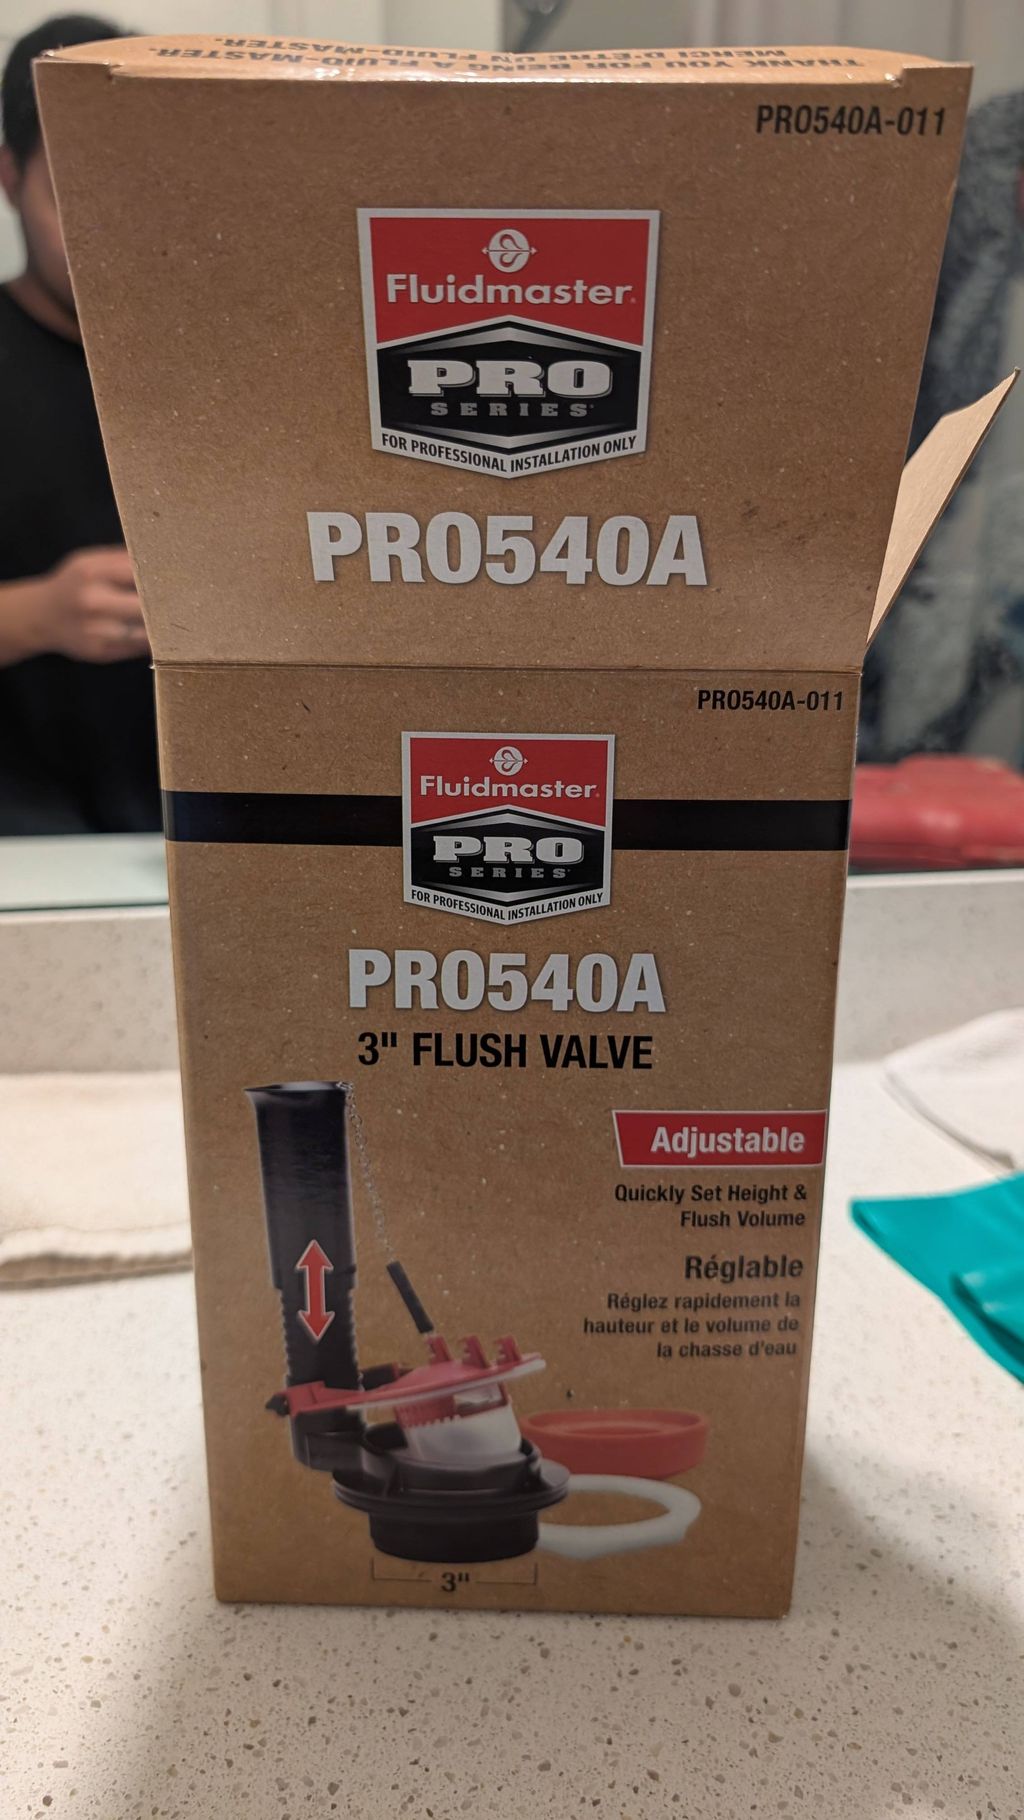 THANK YOU FOR BEING A FLUID-MASTER.
MERCI D'ÊTRE UN FLUID-MASTER.
PRO540A-011
Fluidmaster
PRO
SERIES
FOR PROFESSIONAL INSTALLATION ONLY
PRO540A
PRO540A-011
Fluidmaster
PRO
SERIES
FOR PROFESSIONAL INSTALLATION ONLY
PRO540A
3" FLUSH VALVE
Adjustable
Quickly Set Height &
Flush Volume
Réglable
Réglez rapidement la
hauteur et le volume de
la chasse d'eau
3"